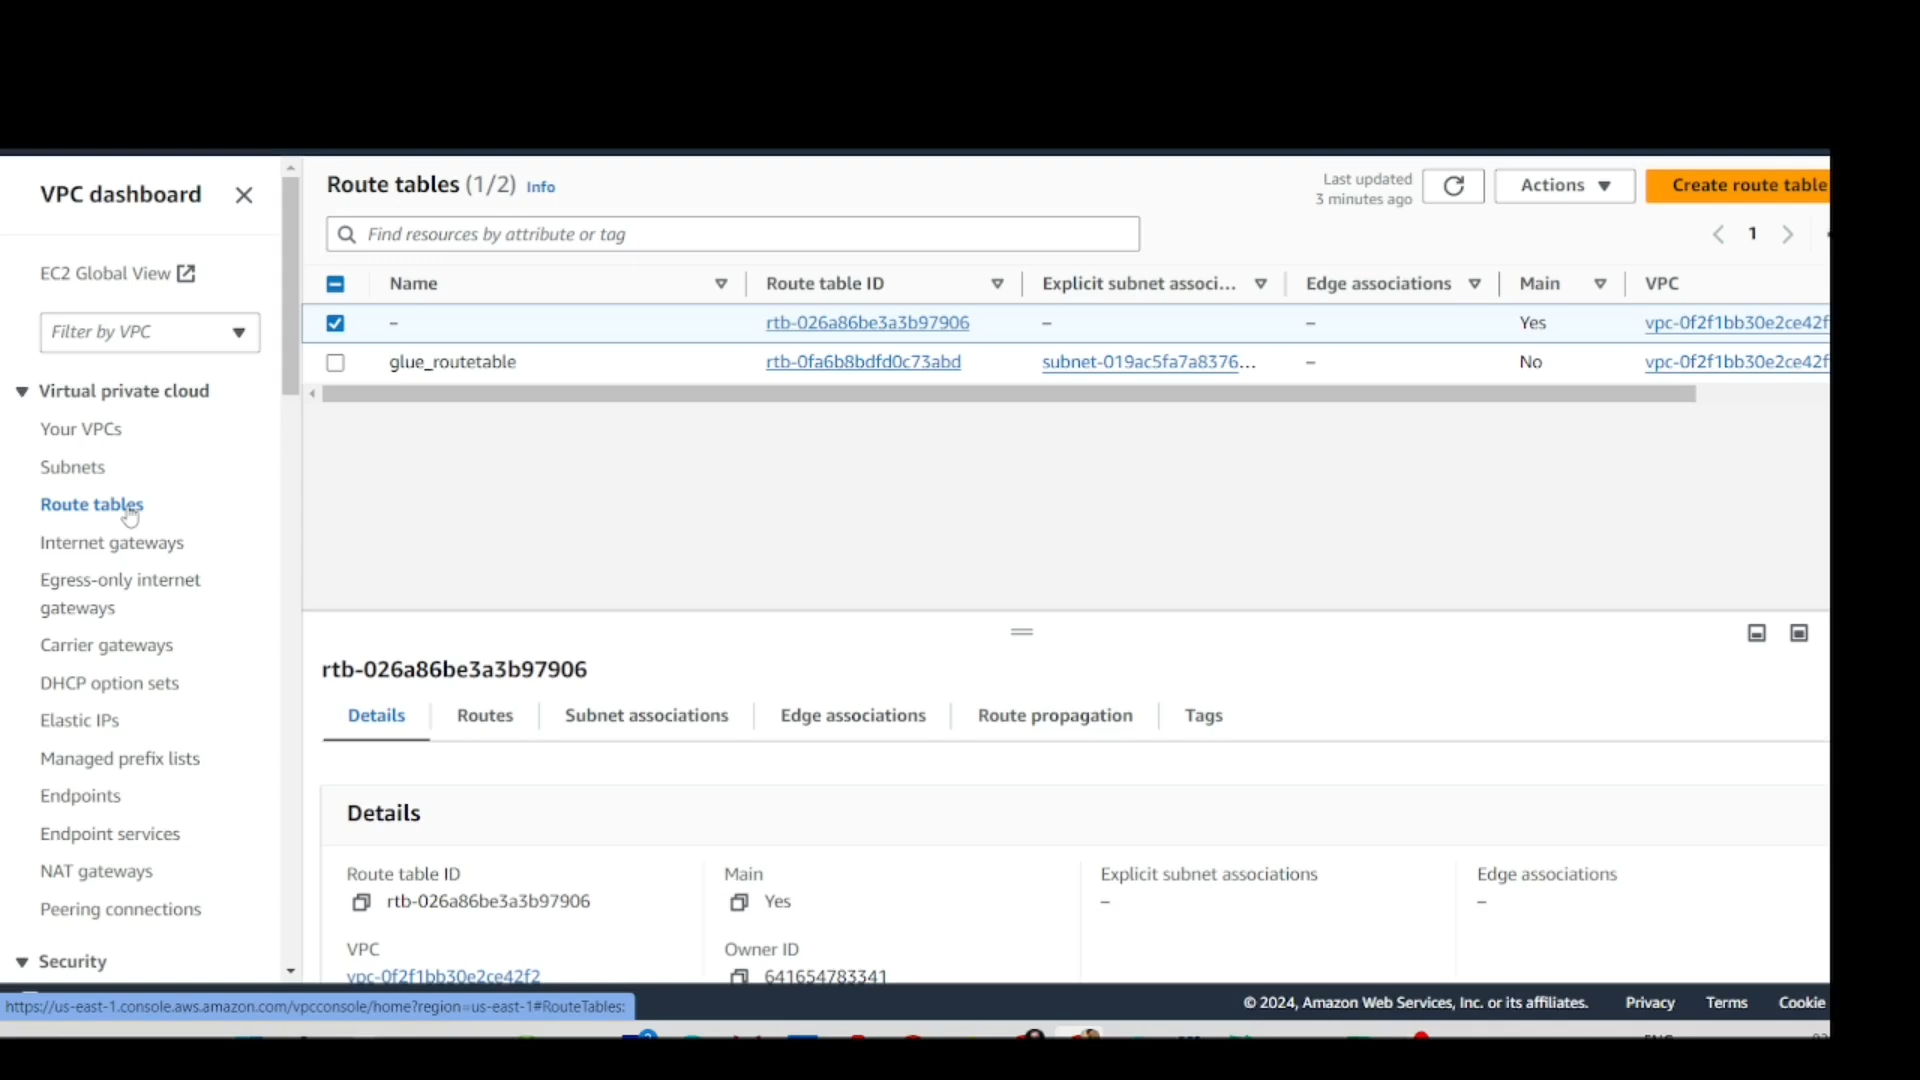 VPC dashboard
EC2 Global View
Filter by VPC
Virtual private cloud
Your VPCs
Subnets
Route tables
Internet gateways
Egress-only internet
gateways
Carrier gateways
DHCP option sets
Elastic IPs
Managed prefix lists
Endpoints
Endpoint services
NAT gateways
Peering connections
Security
Route tables (1/2) Info
Last updated
3 minutes ago
Actions
Create route table
Find resources by attribute or tag
1
Name Route table ID Explicit subnet associ... Edge associations Main VPC
– rtb-026a86be3a3b97906 – – Yes vpc-0f2f1bb30e2ce42f
glue_routetable rtb-0fa6b8bdfd0c73abd subnet-019ac5fa7a8376... – No vpc-0f2f1bb30e2ce42f
rtb-026a86be3a3b97906
Details Routes Subnet associations Edge associations Route propagation Tags
Details
Route table ID Main Explicit subnet associations Edge associations
rtb-026a86be3a3b97906 Yes – –
VPC Owner ID
vpc-0f2f1bb30e2ce42f2 641654783341
https://us-east-1.console.aws.amazon.com/vpcconsole/home?region=us-east-1#RouteTables:
© 2024, Amazon Web Services, Inc. or its affiliates. Privacy Terms Cookie